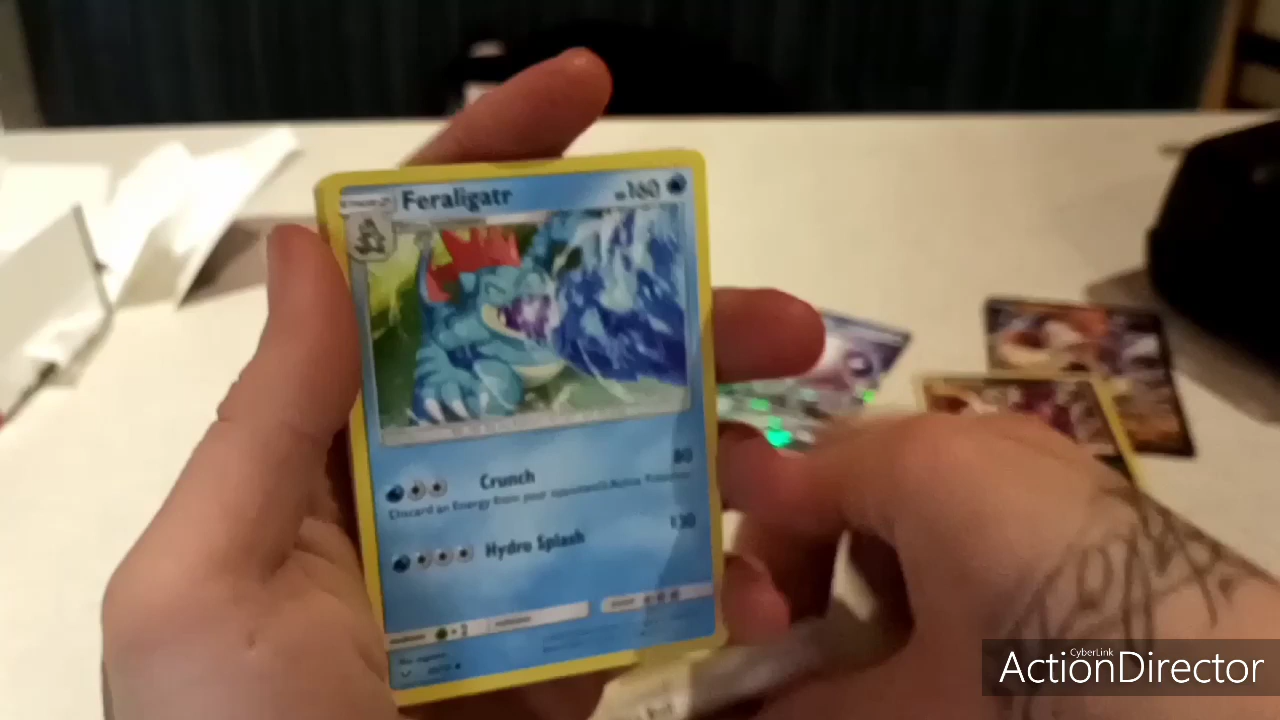 Feraligatr
160
Crunch
80
Discard an Energy from your opponent's Active Pokémon.
Hydro Splash
130
CyberLink
ActionDirector